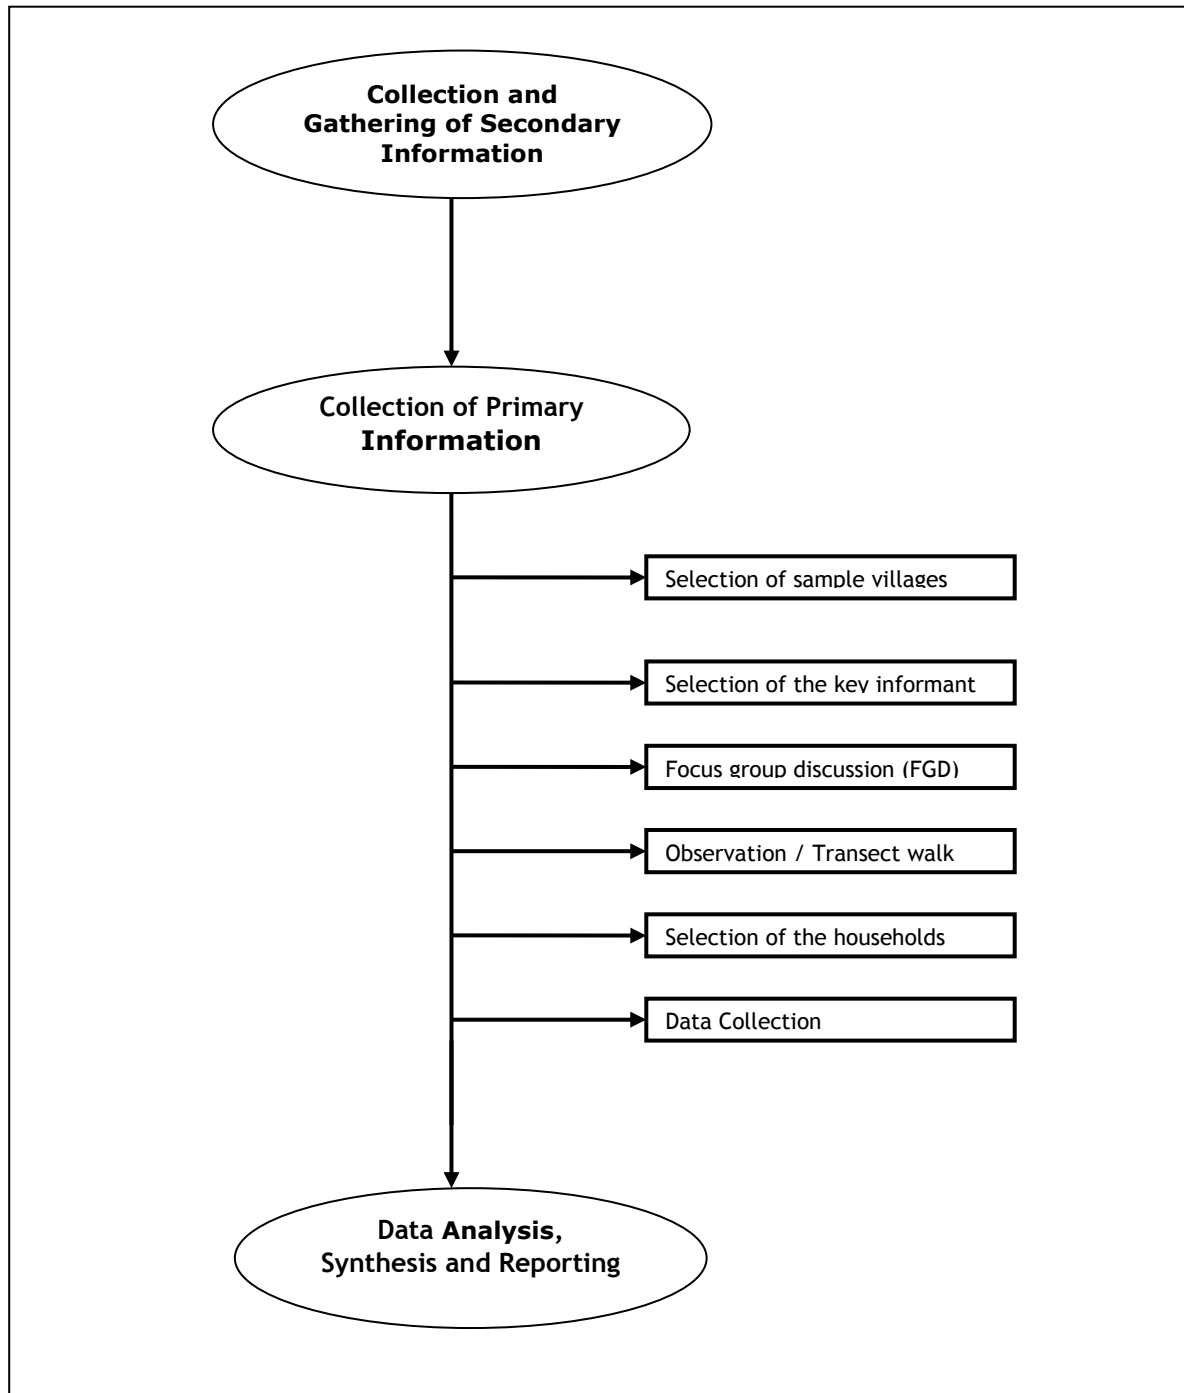 Collection and
Gathering of Secondary
Information
Collection of Primary
Information
Selection of sample villages
Selection of the key informant
Focus group discussion (FGD)
Observation / Transect walk
Selection of the households
Data Collection
Data Analysis,
Synthesis and Reporting